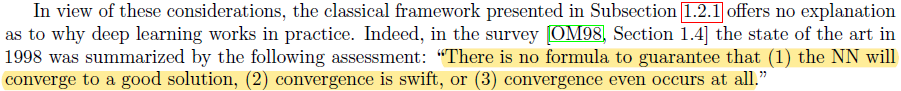 In view of these considerations, the classical framework presented in Subsection 1.2.1 offers no explanation
as to why deep learning works in practice. Indeed, in the survey [OM98, Section 1.4] the state of the art in
1998 was summarized by the following assessment: “There is no formula to guarantee that (1) the NN will
converge to a good solution, (2) convergence is swift, or (3) convergence even occurs at all.”